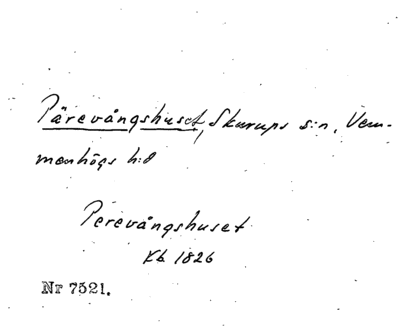 Pärevångshuset, Skurups s:n, Vem-
menhögs h:d
Perevångshuset
Kb 1826
Nr 7521.